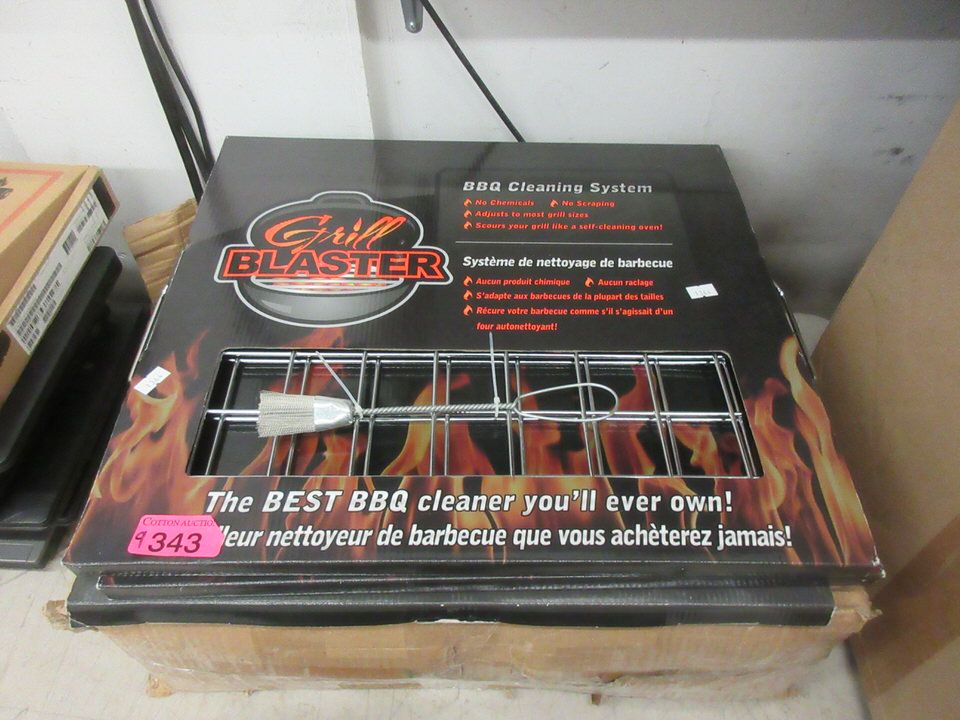 Grill
BLASTER
BBQ Cleaning System
No Chemicals No Scraping
Adjusts to most grill sizes
Scours your grill like a self-cleaning oven!
Système de nettoyage de barbecue
Aucun produit chimique Aucun raclage
S'adapte aux barbecues de la plupart des tailles
Récure votre barbecue comme s'il s'agissait d'un
four autonettoyant!
The BEST BBQ cleaner you'll ever own!
leur nettoyeur de barbecue que vous achèterez jamais!
COTTON AUCTIO
9 343